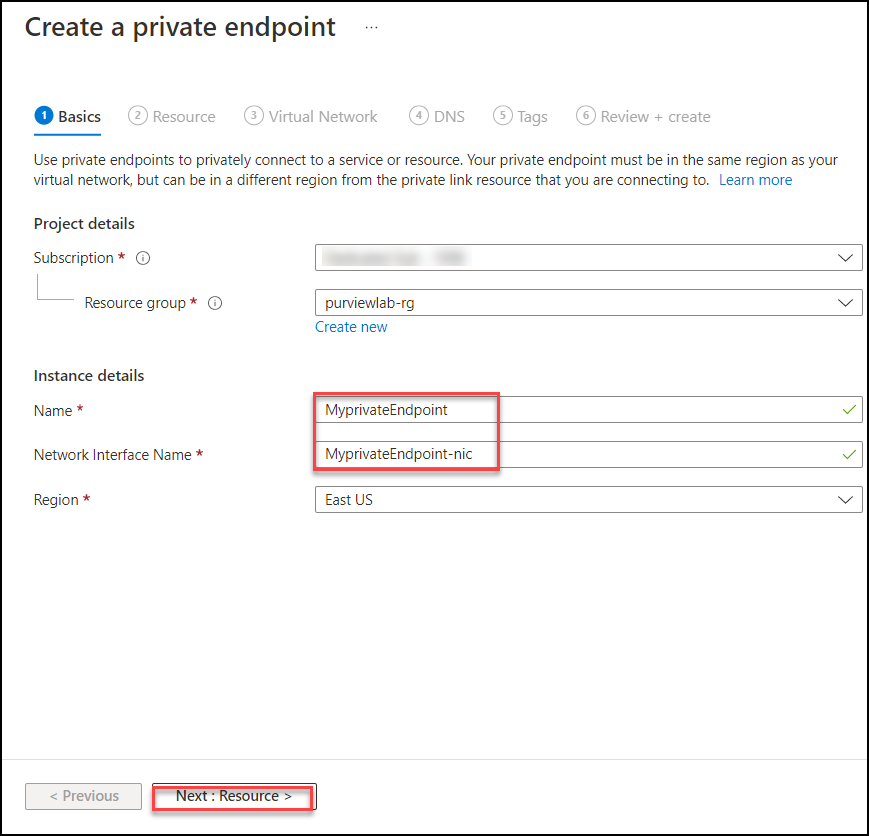 Create a private endpoint ...
1 Basics 2 Resource 3 Virtual Network 4 DNS 5 Tags 6 Review + create
Use private endpoints to privately connect to a service or resource. Your private endpoint must be in the same region as your
virtual network, but can be in a different region from the private link resource that you are connecting to. Learn more
Project details
Subscription *
Resource group * purviewlab-rg
Create new
Instance details
Name * MyprivateEndpoint
Network Interface Name * MyprivateEndpoint-nic
Region * East US
< Previous Next : Resource >